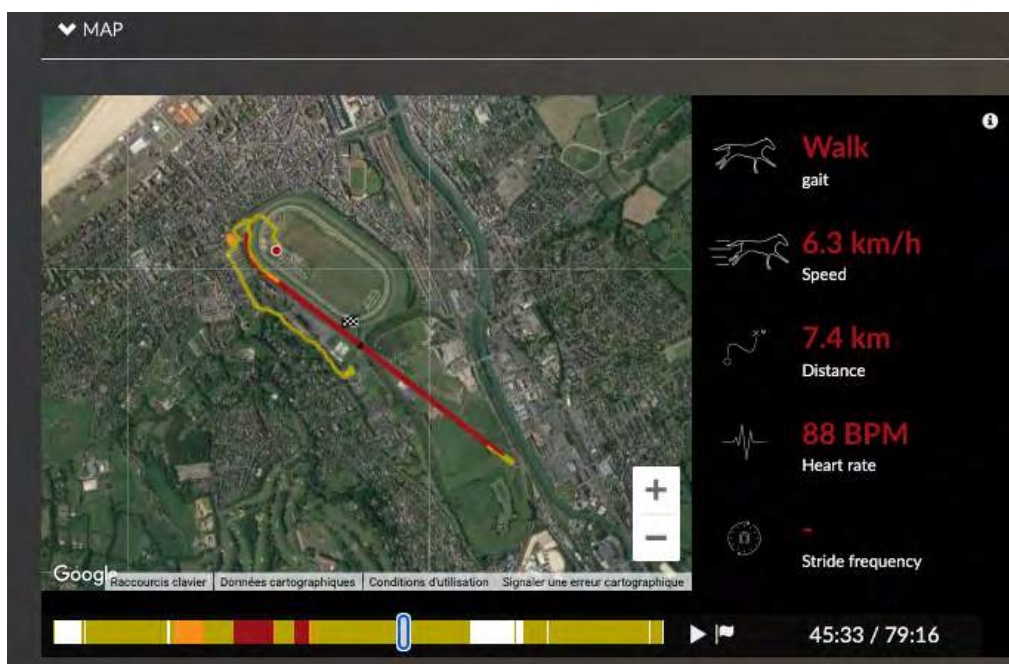 MAP
Walk
gait
6.3 km/h
Speed
7.4 km
Distance
88 BPM
Heart rate
-
Stride frequency
+
−
Google
Raccourcis clavier
Données cartographiques
Conditions d'utilisation
Signaler une erreur cartographique
45:33 / 79:16